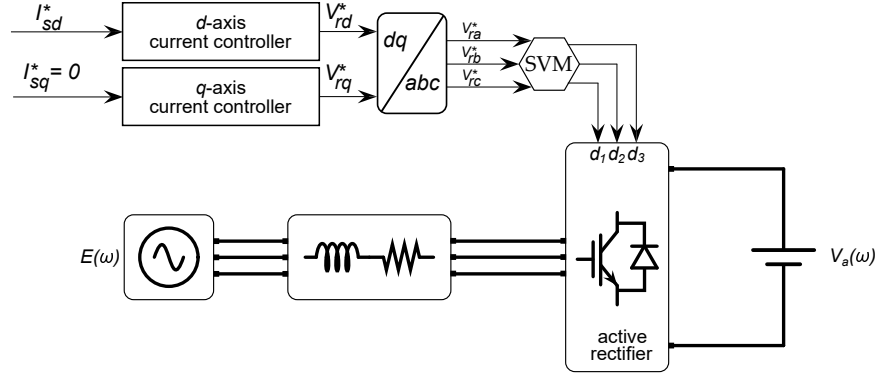 I*sd
d-axis
current controller
V*rd
I*sq = 0
q-axis
current controller
V*rq
dq
abc
V*ra
V*rb
V*rc
SVM
d1 d2 d3
E(ω)
active
rectifier
Va(ω)